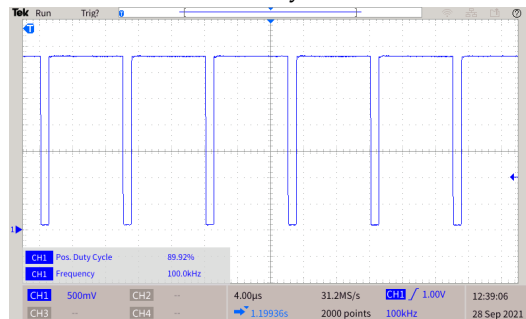 Tek Run Trig?
T
1
CH1 Pos. Duty Cycle 89.92%
CH1 Frequency 100.0kHz
CH1 500mV CH2 -- 4.00µs 31.2MS/s CH1 1.00V 12:39:06
CH3 -- CH4 -- 1.19936s 2000 points 100kHz 28 Sep 2021